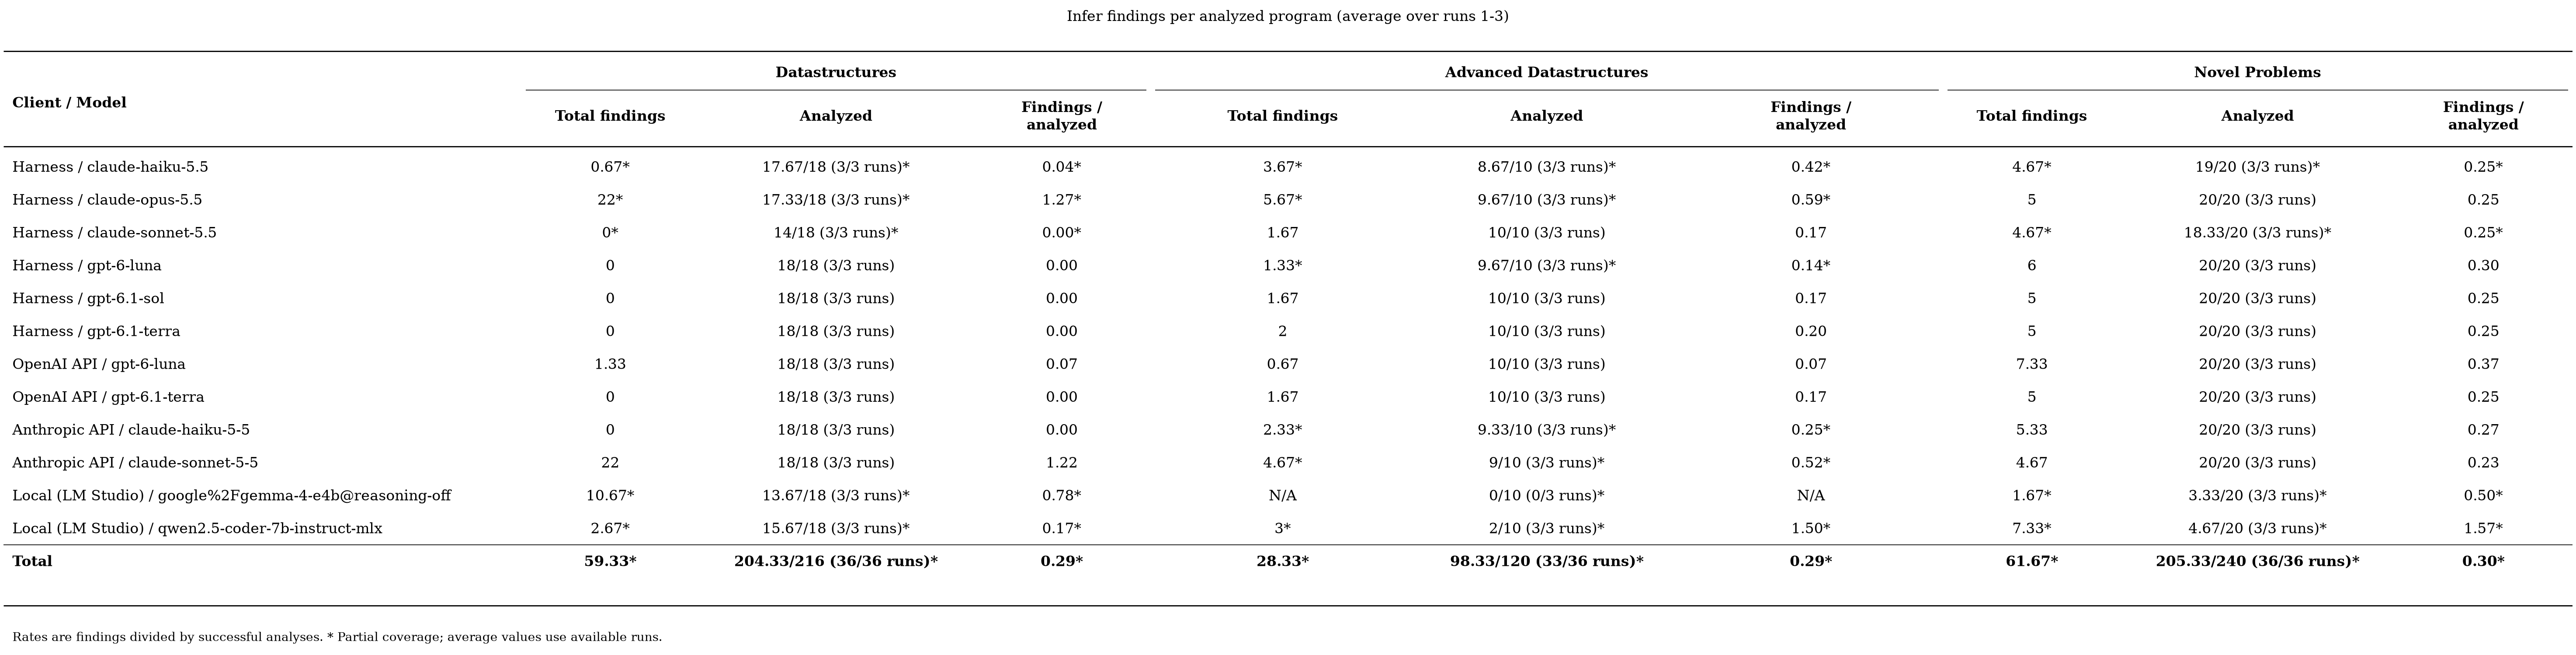 Infer findings per analyzed program (average over runs 1-3)
Datastructures Advanced Datastructures Novel Problems
Client / Model Total findings Analyzed Findings / analyzed Total findings Analyzed Findings / analyzed Total findings Analyzed Findings / analyzed
Harness / claude-haiku-5.5 0.67* 17.67/18 (3/3 runs)* 0.04* 3.67* 8.67/10 (3/3 runs)* 0.42* 4.67* 19/20 (3/3 runs)* 0.25*
Harness / claude-opus-5.5 22* 17.33/18 (3/3 runs)* 1.27* 5.67* 9.67/10 (3/3 runs)* 0.59* 5 20/20 (3/3 runs) 0.25
Harness / claude-sonnet-5.5 0* 14/18 (3/3 runs)* 0.00* 1.67 10/10 (3/3 runs) 0.17 4.67* 18.33/20 (3/3 runs)* 0.25*
Harness / gpt-6-luna 0 18/18 (3/3 runs) 0.00 1.33* 9.67/10 (3/3 runs)* 0.14* 6 20/20 (3/3 runs) 0.30
Harness / gpt-6.1-sol 0 18/18 (3/3 runs) 0.00 1.67 10/10 (3/3 runs) 0.17 5 20/20 (3/3 runs) 0.25
Harness / gpt-6.1-terra 0 18/18 (3/3 runs) 0.00 2 10/10 (3/3 runs) 0.20 5 20/20 (3/3 runs) 0.25
OpenAI API / gpt-6-luna 1.33 18/18 (3/3 runs) 0.07 0.67 10/10 (3/3 runs) 0.07 7.33 20/20 (3/3 runs) 0.37
OpenAI API / gpt-6.1-terra 0 18/18 (3/3 runs) 0.00 1.67 10/10 (3/3 runs) 0.17 5 20/20 (3/3 runs) 0.25
Anthropic API / claude-haiku-5-5 0 18/18 (3/3 runs) 0.00 2.33* 9.33/10 (3/3 runs)* 0.25* 5.33 20/20 (3/3 runs) 0.27
Anthropic API / claude-sonnet-5-5 22 18/18 (3/3 runs) 1.22 4.67* 9/10 (3/3 runs)* 0.52* 4.67 20/20 (3/3 runs) 0.23
Local (LM Studio) / google%2Fgemma-4-e4b@reasoning-off 10.67* 13.67/18 (3/3 runs)* 0.78* N/A 0/10 (0/3 runs)* N/A 1.67* 3.33/20 (3/3 runs)* 0.50*
Local (LM Studio) / qwen2.5-coder-7b-instruct-mlx 2.67* 15.67/18 (3/3 runs)* 0.17* 3* 2/10 (3/3 runs)* 1.50* 7.33* 4.67/20 (3/3 runs)* 1.57*
Total 59.33* 204.33/216 (36/36 runs)* 0.29* 28.33* 98.33/120 (33/36 runs)* 0.29* 61.67* 205.33/240 (36/36 runs)* 0.30*
Rates are findings divided by successful analyses. * Partial coverage; average values use available runs.